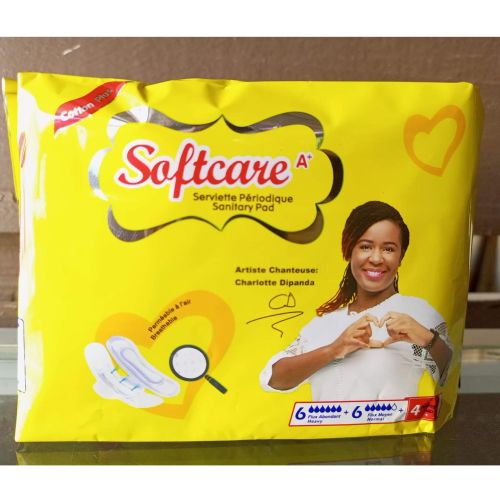 Cotton Plus
Softcare A+
Serviette Périodique
Sanitary Pad
Artiste Chanteuse:
Charlotte Dipanda
CD
Perméable à l'air
Breathable
6 + 6 + 4
Flux Abondant Flux Moyen
Heavy Normal